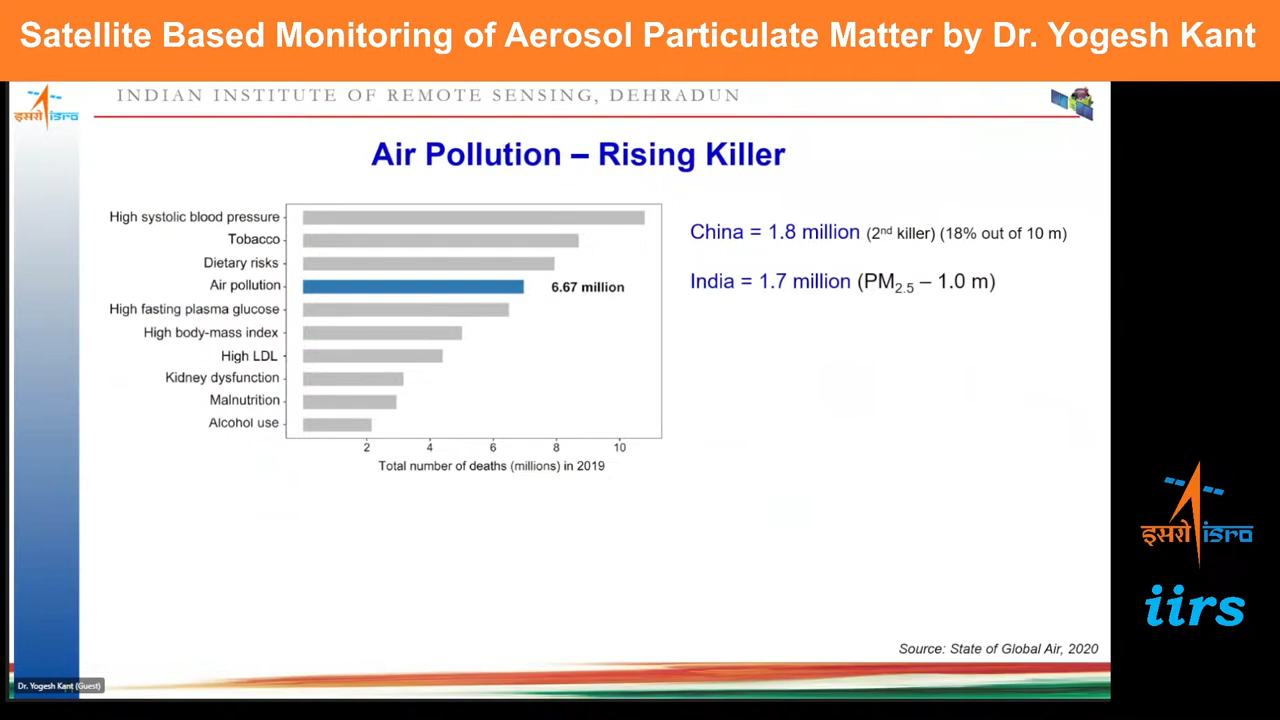 Satellite Based Monitoring of Aerosol Particulate Matter by Dr. Yogesh Kant
INDIAN INSTITUTE OF REMOTE SENSING, DEHRADUN
इसरो isro
Air Pollution – Rising Killer
High systolic blood pressure
Tobacco
Dietary risks
Air pollution
6.67 million
High fasting plasma glucose
High body-mass index
High LDL
Kidney dysfunction
Malnutrition
Alcohol use
2 4 6 8 10
Total number of deaths (millions) in 2019
China = 1.8 million (2nd killer) (18% out of 10 m)
India = 1.7 million (PM2.5 – 1.0 m)
इसरो isro
iirs
Source: State of Global Air, 2020
Dr. Yogesh Kant (Guest)